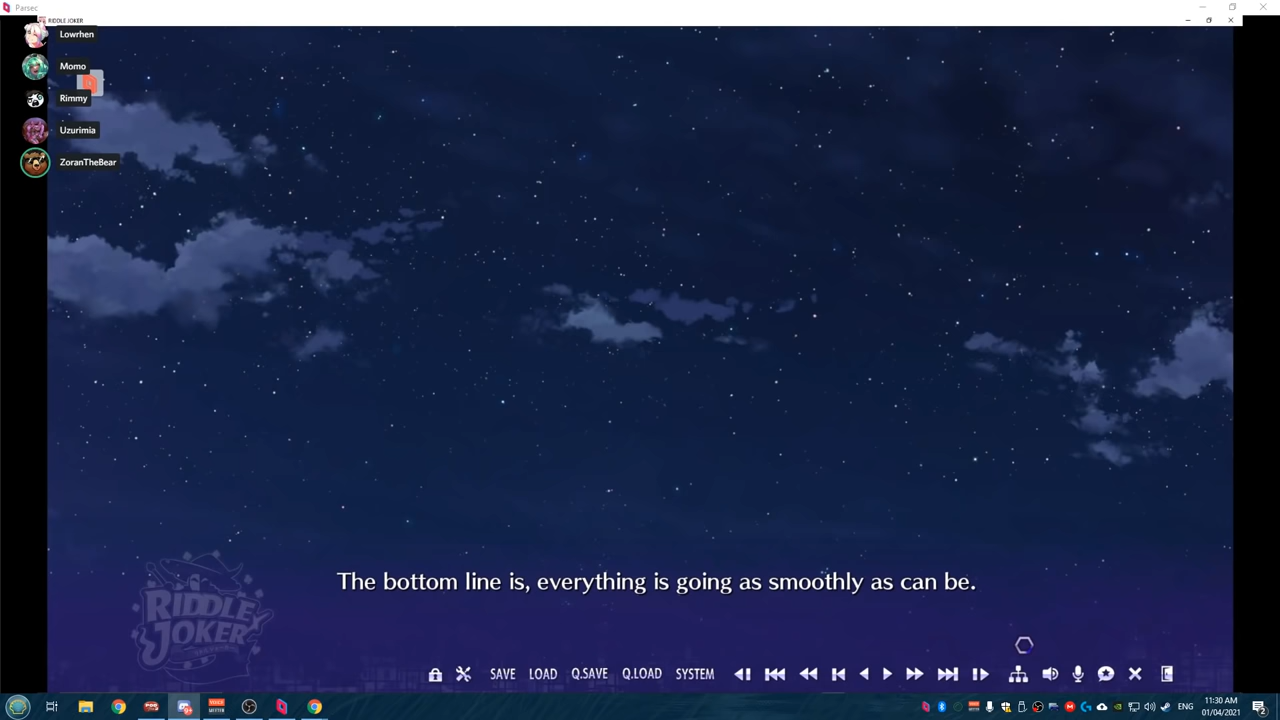 Parsec
RIDDLE JOKER
Lowrhen
Momo
Rimmy
Uzurimia
ZoranTheBear
The bottom line is, everything is going as smoothly as can be.
RIDDLE
JOKER
SAVE LOAD Q.SAVE Q.LOAD SYSTEM
ENG
11:30 AM
01/04/2021